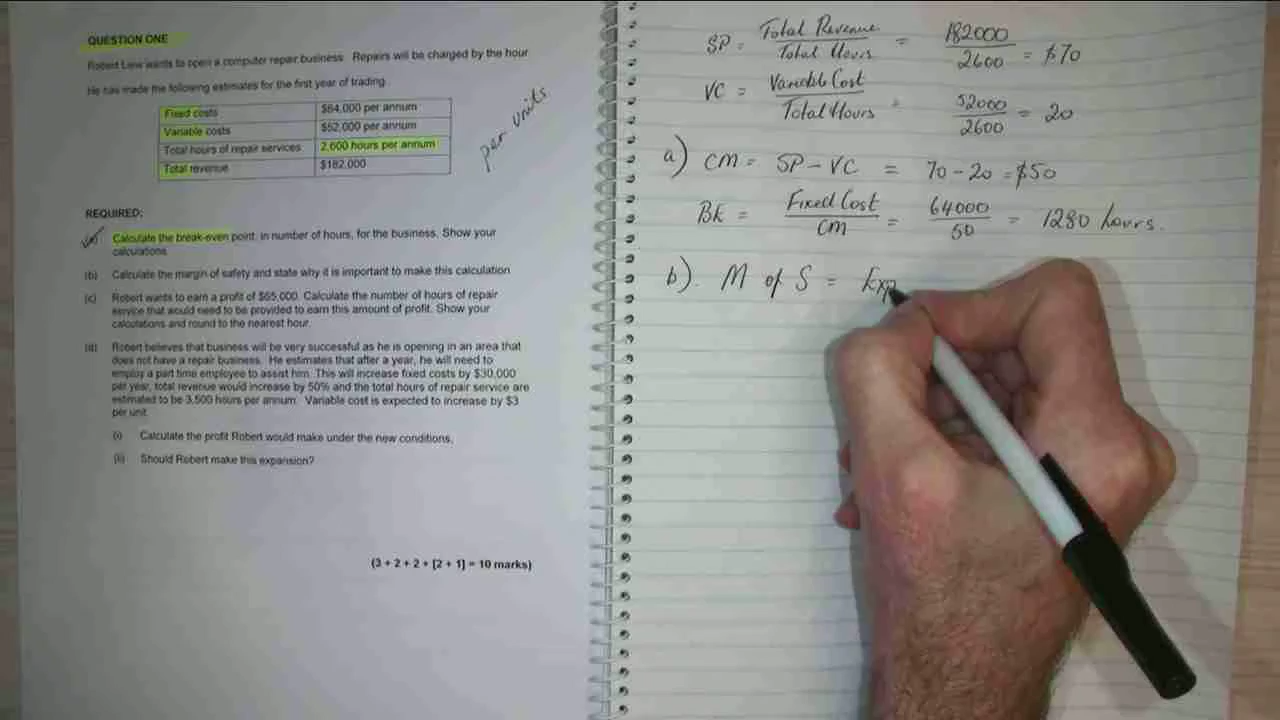 QUESTION ONE
Robert Lew wants to open a computer repair business. Repairs will be charged by the hour
He has made the following estimates for the first year of trading.
Fixed costs $64,000 per annum
Variable costs $52,000 per annum
Total hours of repair services 2,600 hours per annum
Total revenue $182,000
per units
REQUIRED:
(a) Calculate the break-even point, in number of hours, for the business. Show your
calculations.
(b) Calculate the margin of safety and state why it is important to make this calculation
(c) Robert wants to earn a profit of $65,000. Calculate the number of hours of repair
service that would need to be provided to earn this amount of profit. Show your
calculations and round to the nearest hour.
(d) Robert believes that business will be very successful as he is opening in an area that
does not have a repair business. He estimates that after a year, he will need to
employ a part time employee to assist him. This will increase fixed costs by $30,000
per year, total revenue would increase by 50% and the total hours of repair service are
estimated to be 3,500 hours per annum. Variable cost is expected to increase by $3
per unit.
(i) Calculate the profit Robert would make under the new conditions.
(ii) Should Robert make this expansion?
(3 + 2 + 2 + [2 + 1] = 10 marks)
SP = Total Revenue / Total Hours = 182000 / 2600 = $70
VC = Variable Cost / Total Hours = 52000 / 2600 = 20
a) CM = SP - VC = 70 - 20 = $50
BE = Fixed Cost / CM = 64000 / 50 = 1280 hours.
b). M of S = Exp